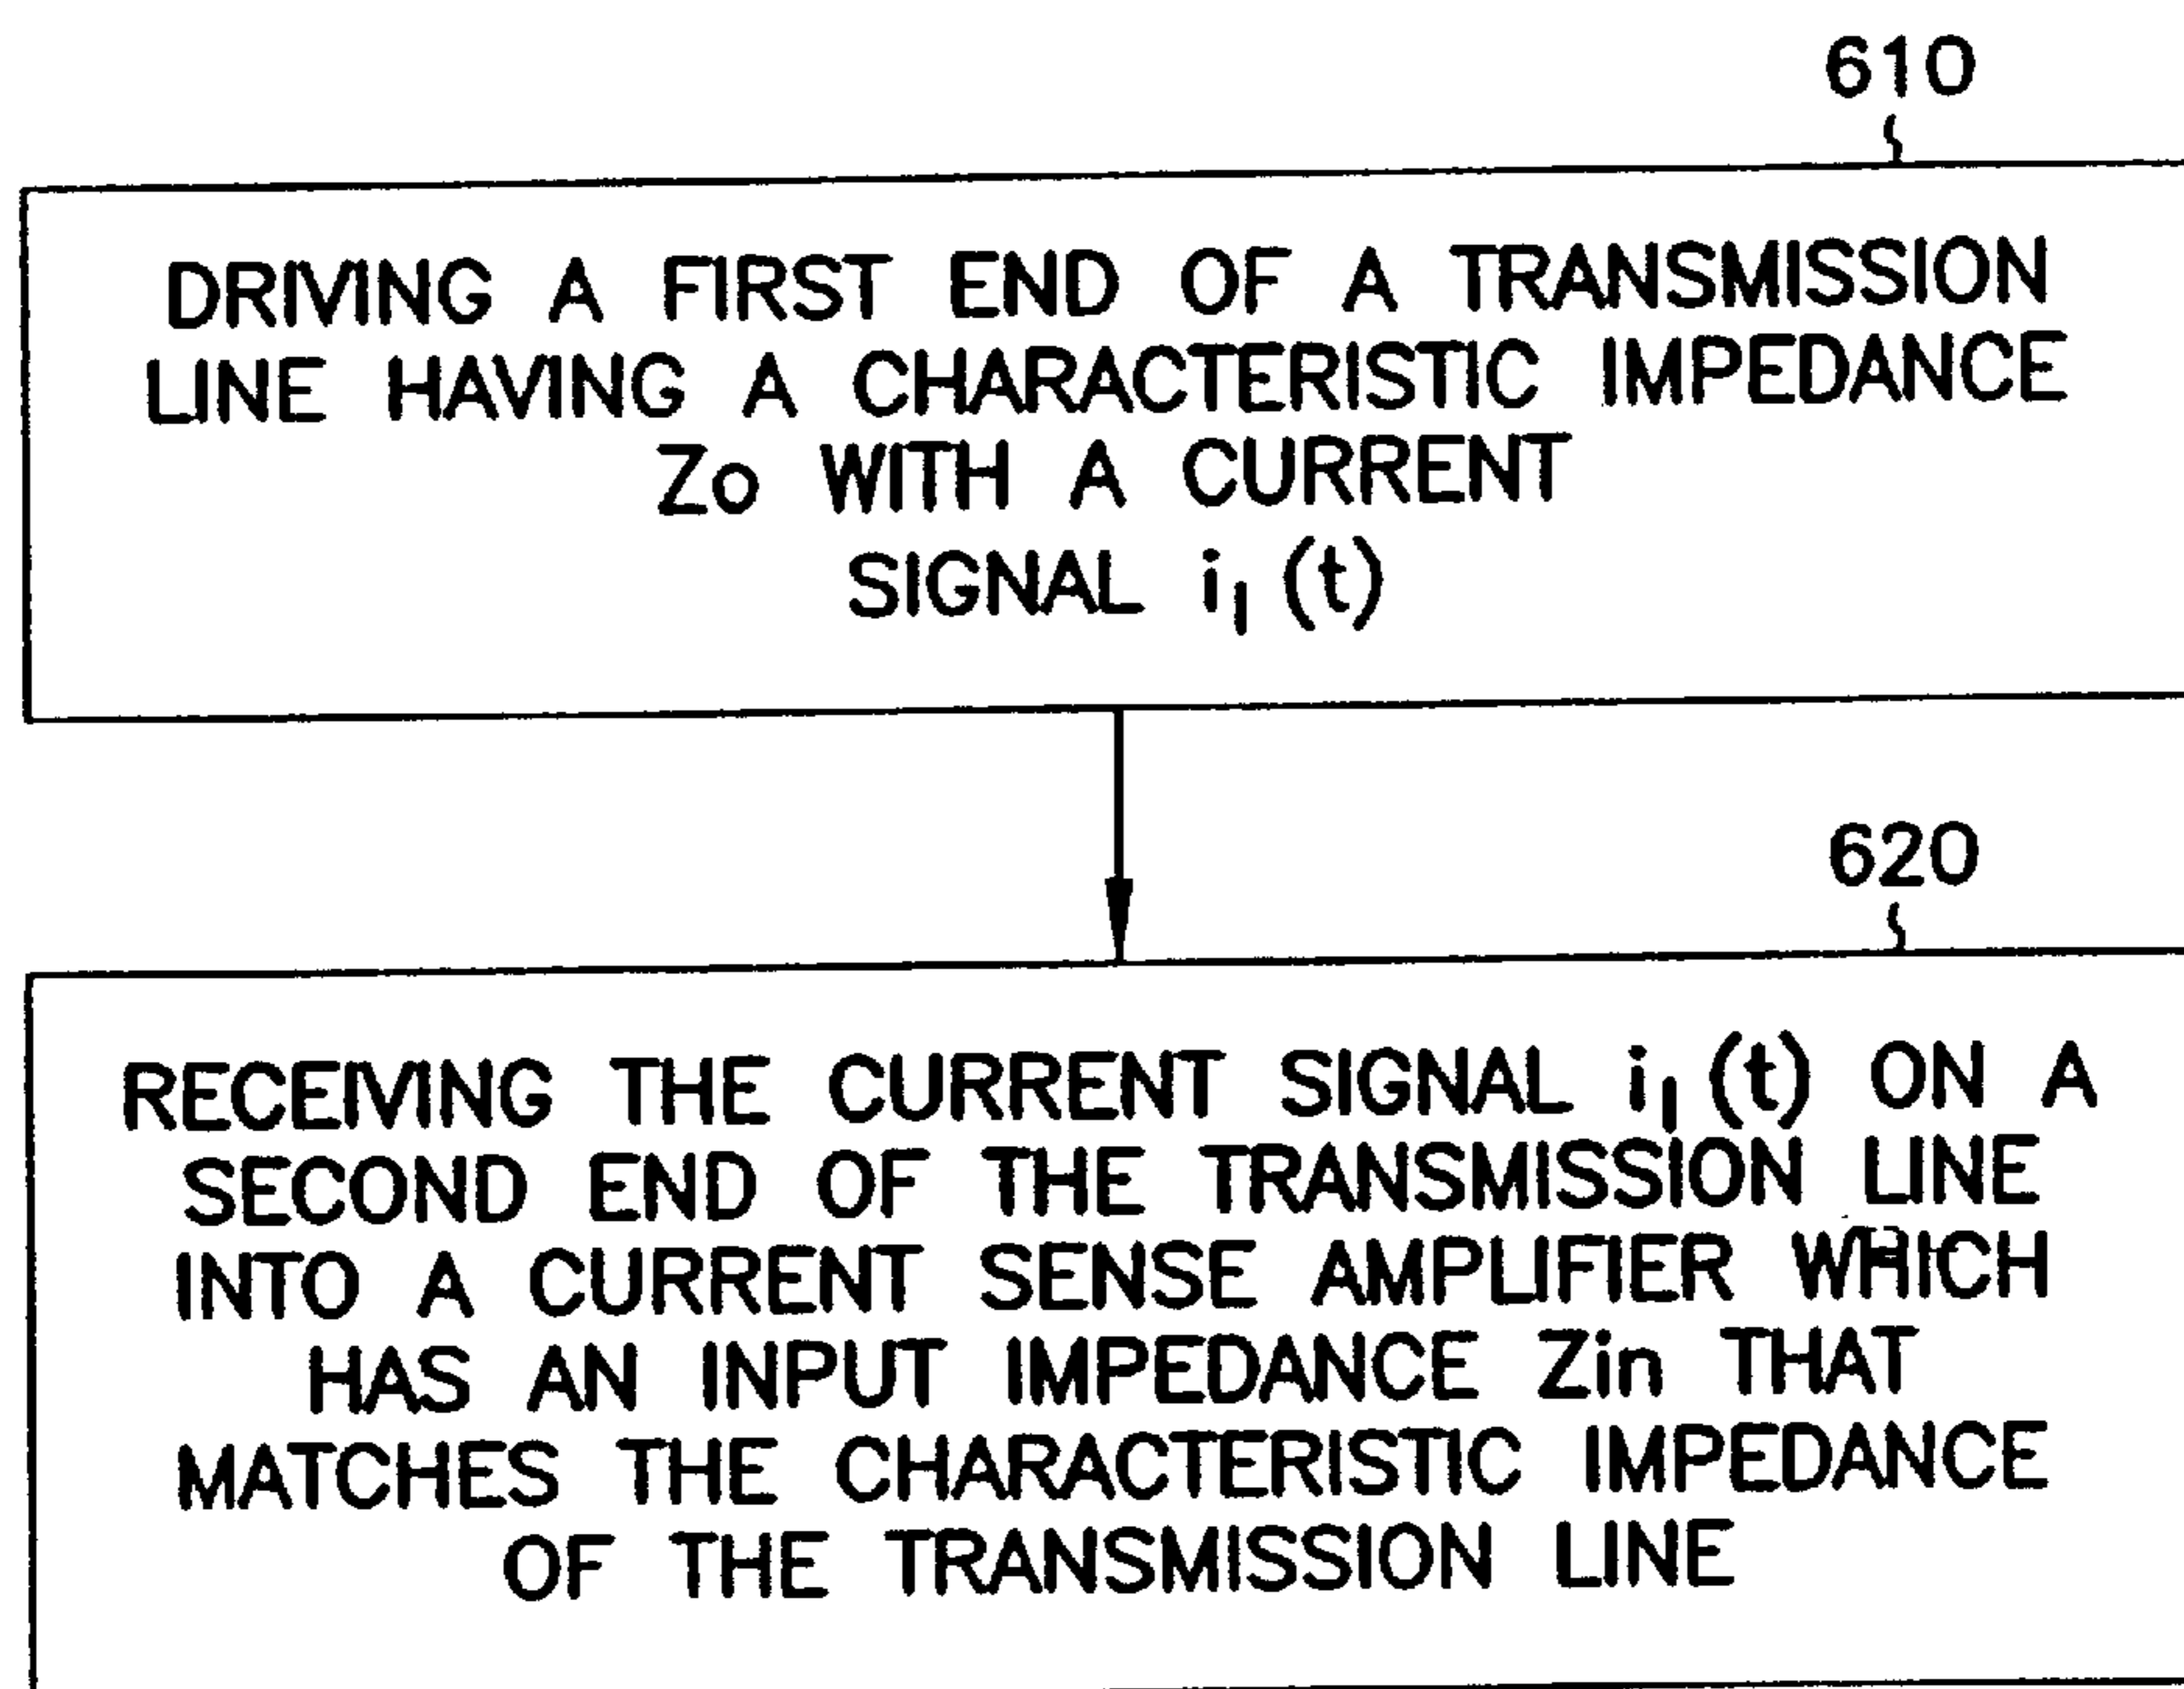 610
DRIVING A FIRST END OF A TRANSMISSION
LINE HAVING A CHARACTERISTIC IMPEDANCE
Zo WITH A CURRENT
SIGNAL i₁ (t)
620
RECEIVING THE CURRENT SIGNAL i₁ (t) ON A
SECOND END OF THE TRANSMISSION LINE
INTO A CURRENT SENSE AMPLIFIER WHICH
HAS AN INPUT IMPEDANCE Zin THAT
MATCHES THE CHARACTERISTIC IMPEDANCE
OF THE TRANSMISSION LINE